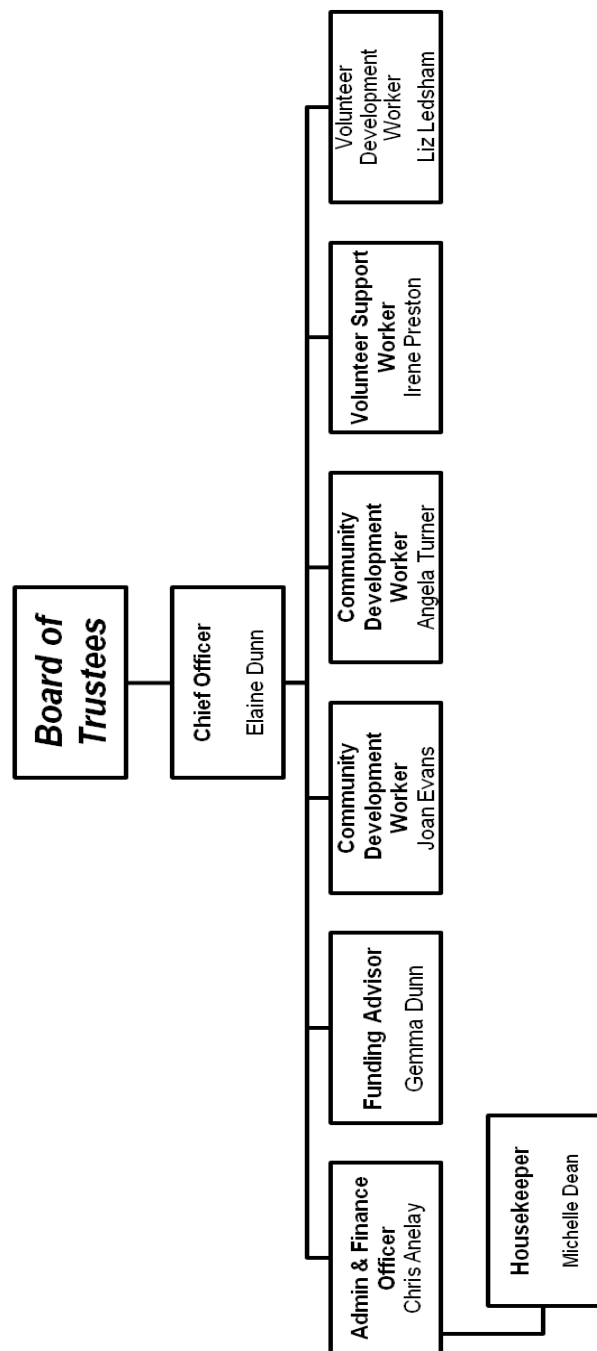 Board of
Trustees
Chief Officer
Elaine Dunn
Admin & Finance
Officer
Chris Anelay
Funding Advisor
Gemma Dunn
Community
Development
Worker
Joan Evans
Community
Development
Worker
Angela Turner
Volunteer Support
Worker
Irene Preston
Volunteer
Development
Worker
Liz Ledsham
Housekeeper
Michelle Dean